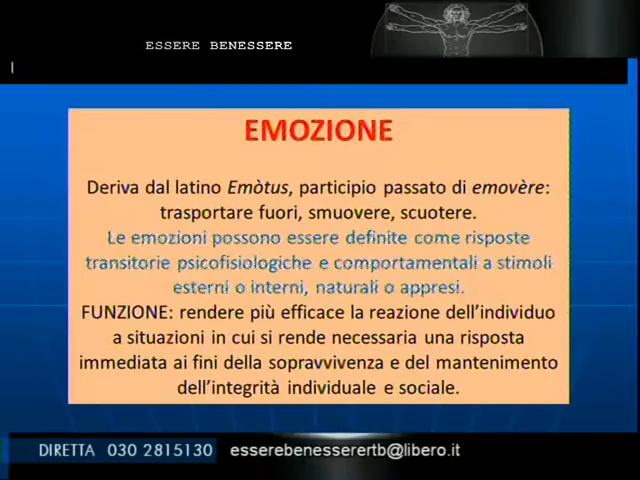 ESSERE BENESSERE
EMOZIONE
Deriva dal latino Emòtus, participio passato di emovère:
trasportare fuori, smuovere, scuotere.
Le emozioni possono essere definite come risposte
transitorie psicofisiologiche e comportamentali a stimoli
esterni o interni, naturali o appresi.
FUNZIONE: rendere più efficace la reazione dell'individuo
a situazioni in cui si rende necessaria una risposta
immediata ai fini della sopravvivenza e del mantenimento
dell'integrità individuale e sociale.
DIRETTA 030 2815130 esserebenesserertb@libero.it